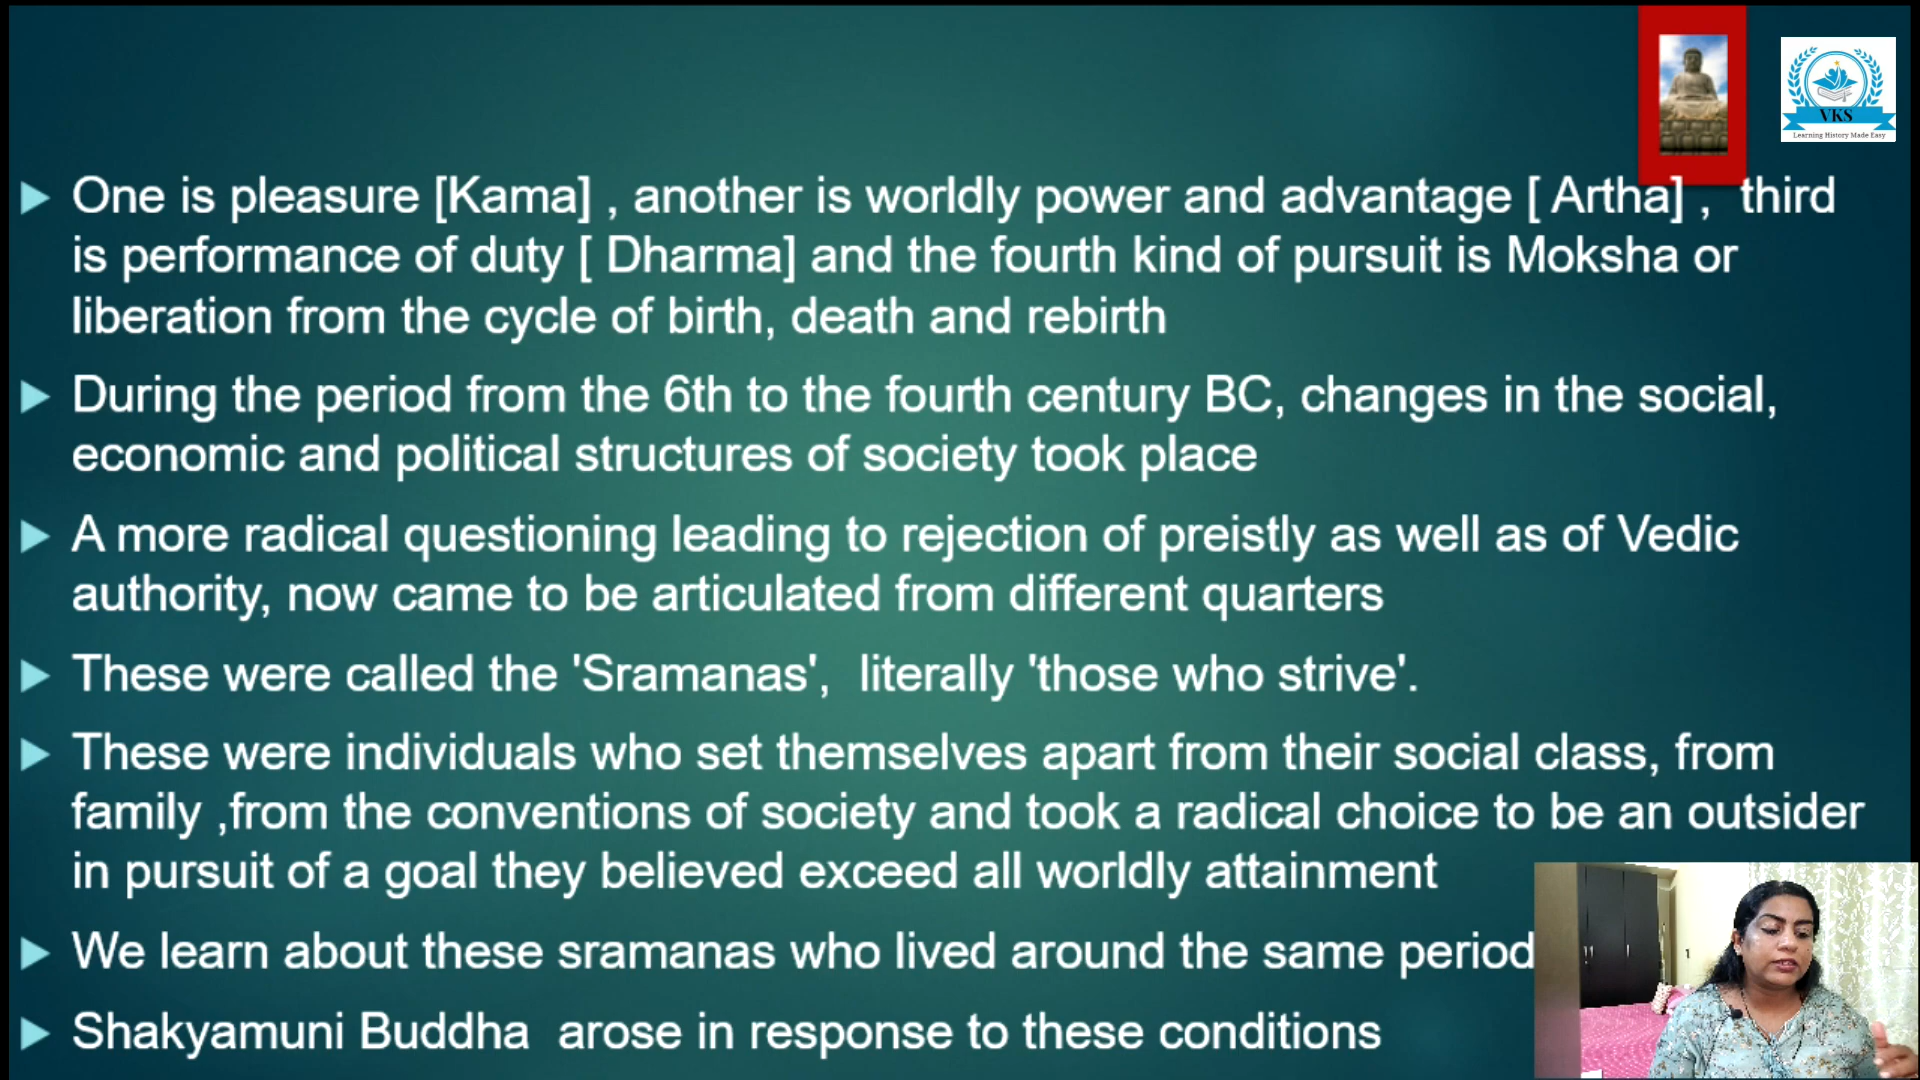 VKS
Learning History Made Easy
One is pleasure [Kama] , another is worldly power and advantage [ Artha] , third
is performance of duty [ Dharma] and the fourth kind of pursuit is Moksha or
liberation from the cycle of birth, death and rebirth
During the period from the 6th to the fourth century BC, changes in the social,
economic and political structures of society took place
A more radical questioning leading to rejection of preistly as well as of Vedic
authority, now came to be articulated from different quarters
These were called the 'Sramanas', literally 'those who strive'.
These were individuals who set themselves apart from their social class, from
family ,from the conventions of society and took a radical choice to be an outsider
in pursuit of a goal they believed exceed all worldly attainment
We learn about these sramanas who lived around the same period
Shakyamuni Buddha arose in response to these conditions